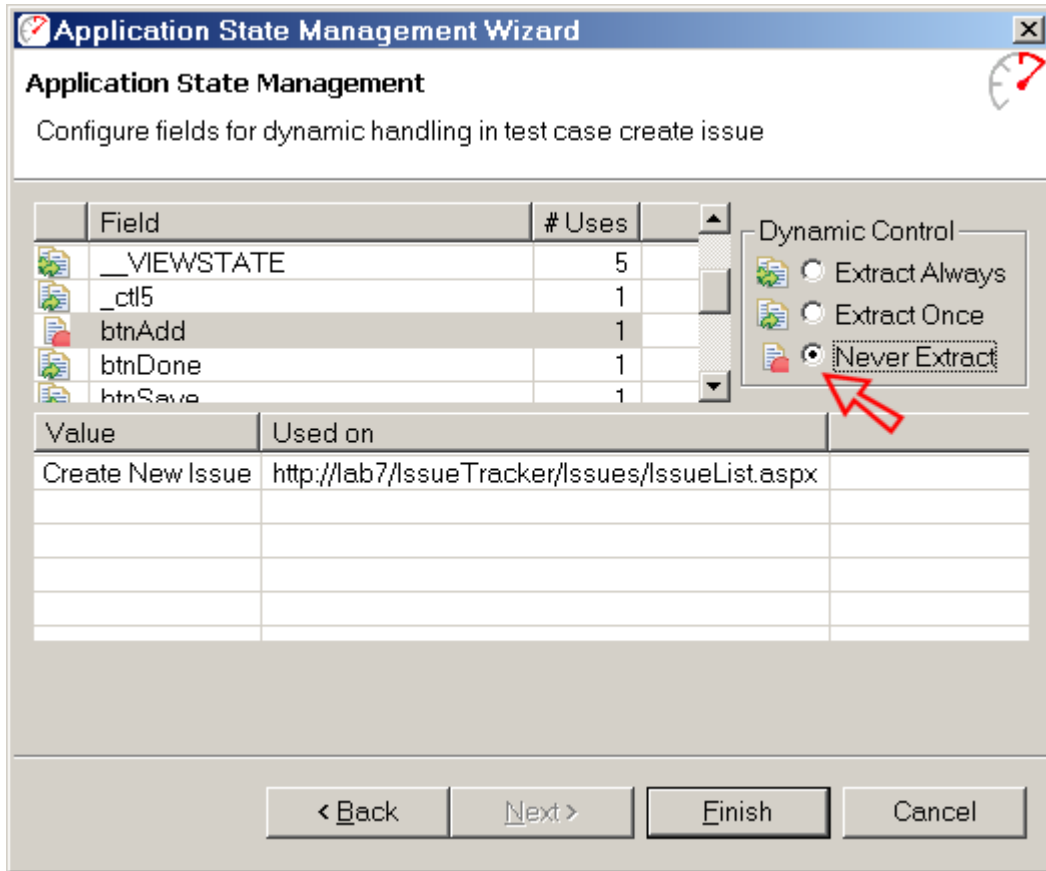 Application State Management Wizard
Application State Management
Configure fields for dynamic handling in test case create issue
Field # Uses
__VIEWSTATE 5
_ctl5 1
btnAdd 1
btnDone 1
btnSave 1
Dynamic Control
Extract Always
Extract Once
Never Extract
Value Used on
Create New Issue http://lab7/IssueTracker/Issues/IssueList.aspx
< Back Next > Finish Cancel